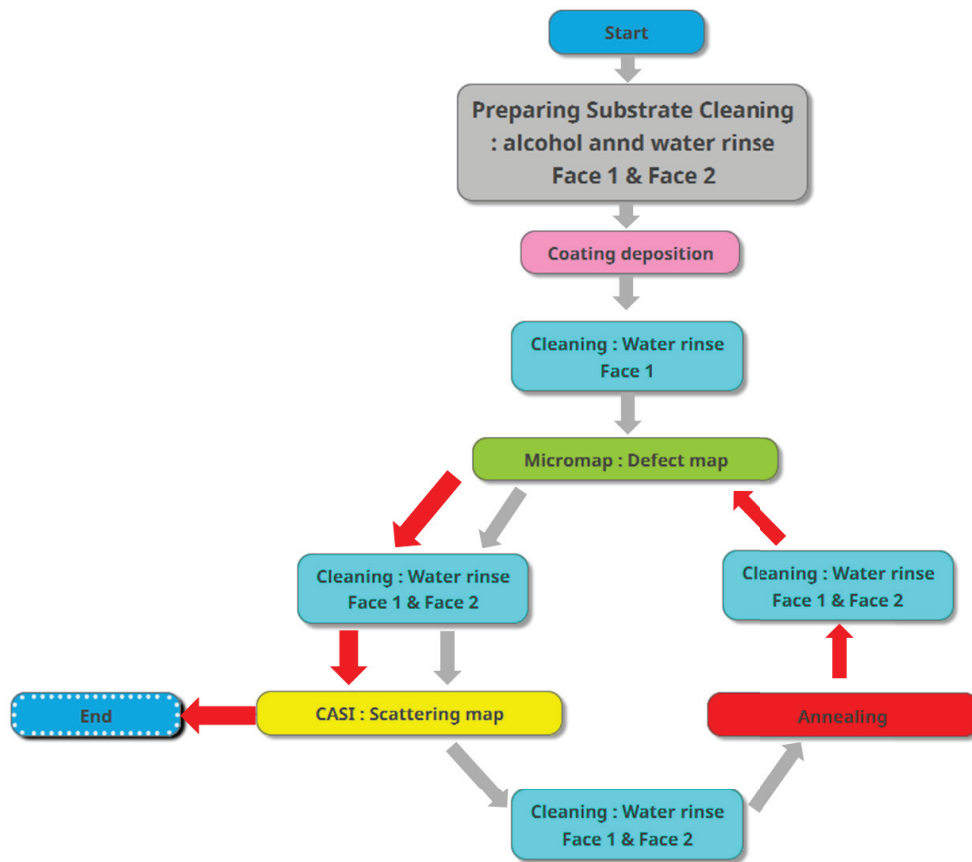 Start
Preparing Substrate Cleaning
: alcohol annd water rinse
Face 1 & Face 2
Coating deposition
Cleaning : Water rinse
Face 1
Micromap : Defect map
Cleaning : Water rinse
Face 1 & Face 2
Cleaning : Water rinse
Face 1 & Face 2
End
CASI : Scattering map
Annealing
Cleaning : Water rinse
Face 1 & Face 2